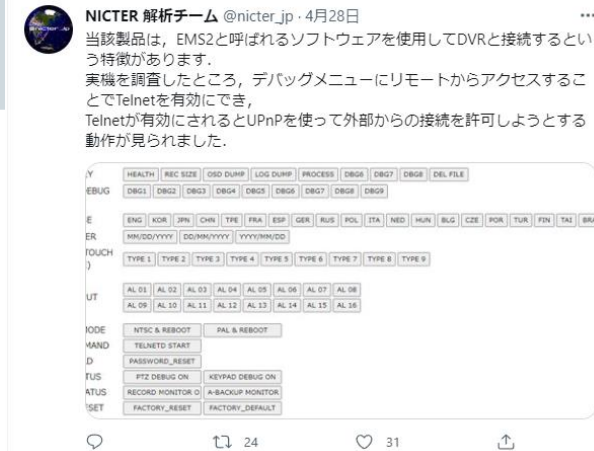 NICTER 解析チーム @nicter_jp · 4月28日
当該製品は，EMS2と呼ばれるソフトウェアを使用してDVRと接続するとい
う特徴があります．
実機を調査したところ，デバッグメニューにリモートからアクセスするこ
とでTelnetを有効にでき，
Telnetが有効にされるとUPnPを使って外部からの接続を許可しようとする
動作が見られました．
Y HEALTH REC SIZE OSD DUMP LOG DUMP PROCESS DBG6 DBG7 DBG8 DEL FILE
EBUG DBG1 DBG2 DBG3 DBG4 DBG5 DBG6 DBG7 DBG8 DBG9
E ENG KOR JPN CHN TPE FRA ESP GER RUS POL ITA NED HUN BLG CZE POR TUR FIN TAI BRA
ER MM/DD/YYYY DD/MM/YYYY YYYY/MM/DD
TOUCH
) TYPE 1 TYPE 2 TYPE 3 TYPE 4 TYPE 5 TYPE 6 TYPE 7 TYPE 8 TYPE 9
AL 01 AL 02 AL 03 AL 04 AL 05 AL 06 AL 07 AL 08
UT
AL 09 AL 10 AL 11 AL 12 AL 13 AL 14 AL 15 AL 16
MODE NTSC & REBOOT PAL & REBOOT
MAND TELNETD START
D PASSWORD_RESET
TUS PTZ DEBUG ON KEYPAD DEBUG ON
ATUS RECORD MONITOR O A-BACKUP MONITOR
SET FACTORY_RESET FACTORY_DEFAULT
24 31